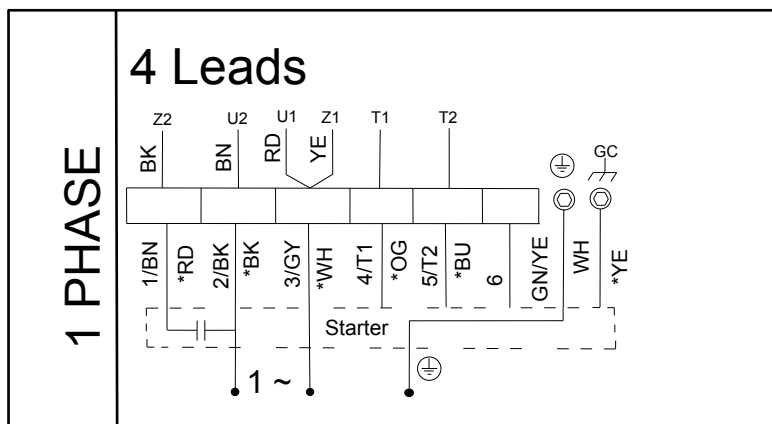 1 PHASE
4 Leads
Z2 U2 U1 Z1 T1 T2
BK BN RD YE
GC
1/BN *RD 2/BK *BK 3/GY *WH 4/T1 *OG 5/T2 *BU 6 GN/YE WH *YE
Starter
1 ~